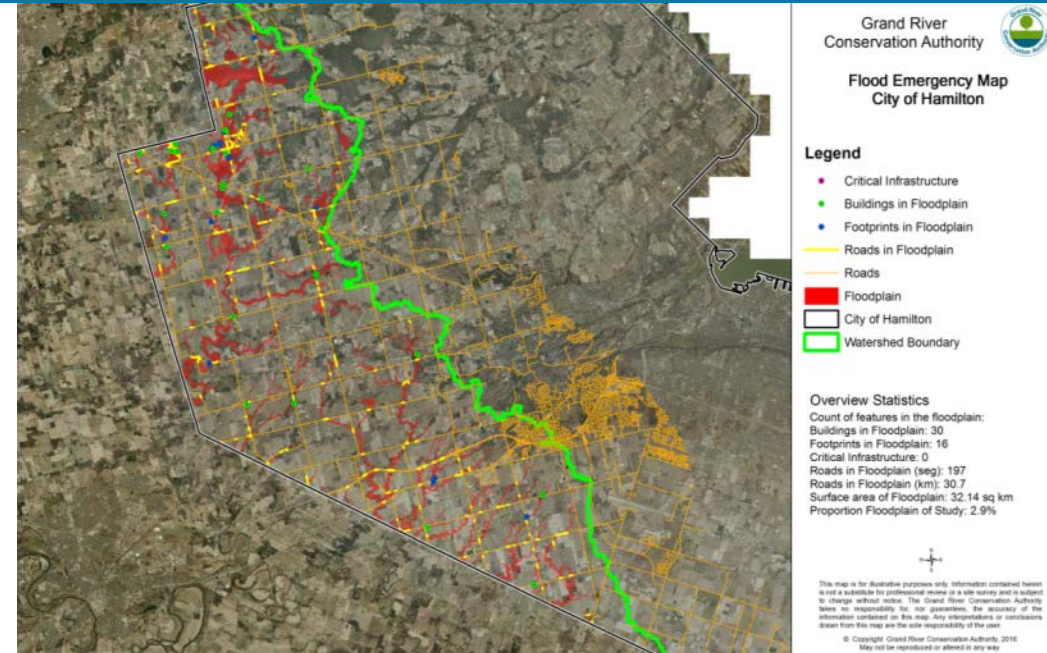 Grand River
Conservation Authority
Flood Emergency Map
City of Hamilton
Legend
Critical Infrastructure
Buildings in Floodplain
Footprints in Floodplain
Roads in Floodplain
Roads
Floodplain
City of Hamilton
Watershed Boundary
Overview Statistics
Count of features in the floodplain:
Buildings in Floodplain: 30
Footprints in Floodplain: 16
Critical Infrastructure: 0
Roads in Floodplain (seg): 197
Roads in Floodplain (km): 30.7
Surface area of Floodplain: 32.14 sq km
Proportion Floodplain of Study: 2.9%
This map is for illustrative purposes only. Information contained herein
is not a substitute for professional review or a site survey and is subject
to change without notice. The Grand River Conservation Authority
takes no responsibility for, nor guarantees, the accuracy of the
information contained on this map. Any interpretations or conclusions
drawn from this map are the sole responsibility of the user.
© Copyright Grand River Conservation Authority, 2016
May not be reproduced or altered in any way.